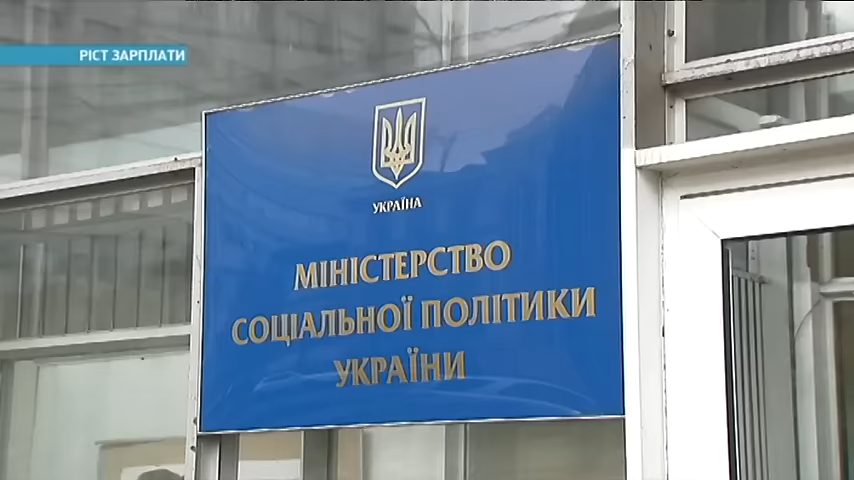 РІСТ ЗАРПЛАТИ
УКРАЇНА
МІНІСТЕРСТВО
СОЦІАЛЬНОЇ ПОЛІТИКИ
УКРАЇНИ